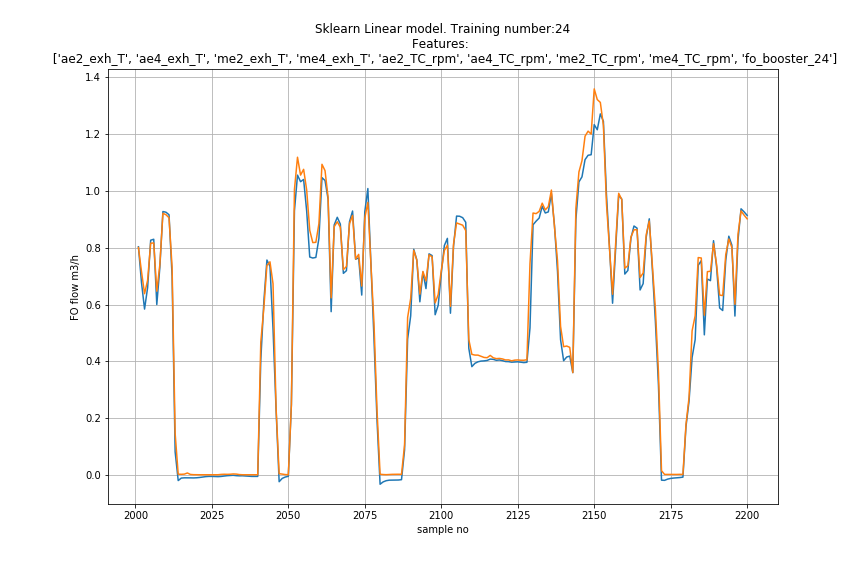 Sklearn Linear model. Training number:24
Features:
['ae2_exh_T', 'ae4_exh_T', 'me2_exh_T', 'me4_exh_T', 'ae2_TC_rpm', 'ae4_TC_rpm', 'me2_TC_rpm', 'me4_TC_rpm', 'fo_booster_24']
1.4
1.2
1.0
0.8
0.6
0.4
0.2
0.0
FO flow m3/h
2000 2025 2050 2075 2100 2125 2150 2175 2200
sample no